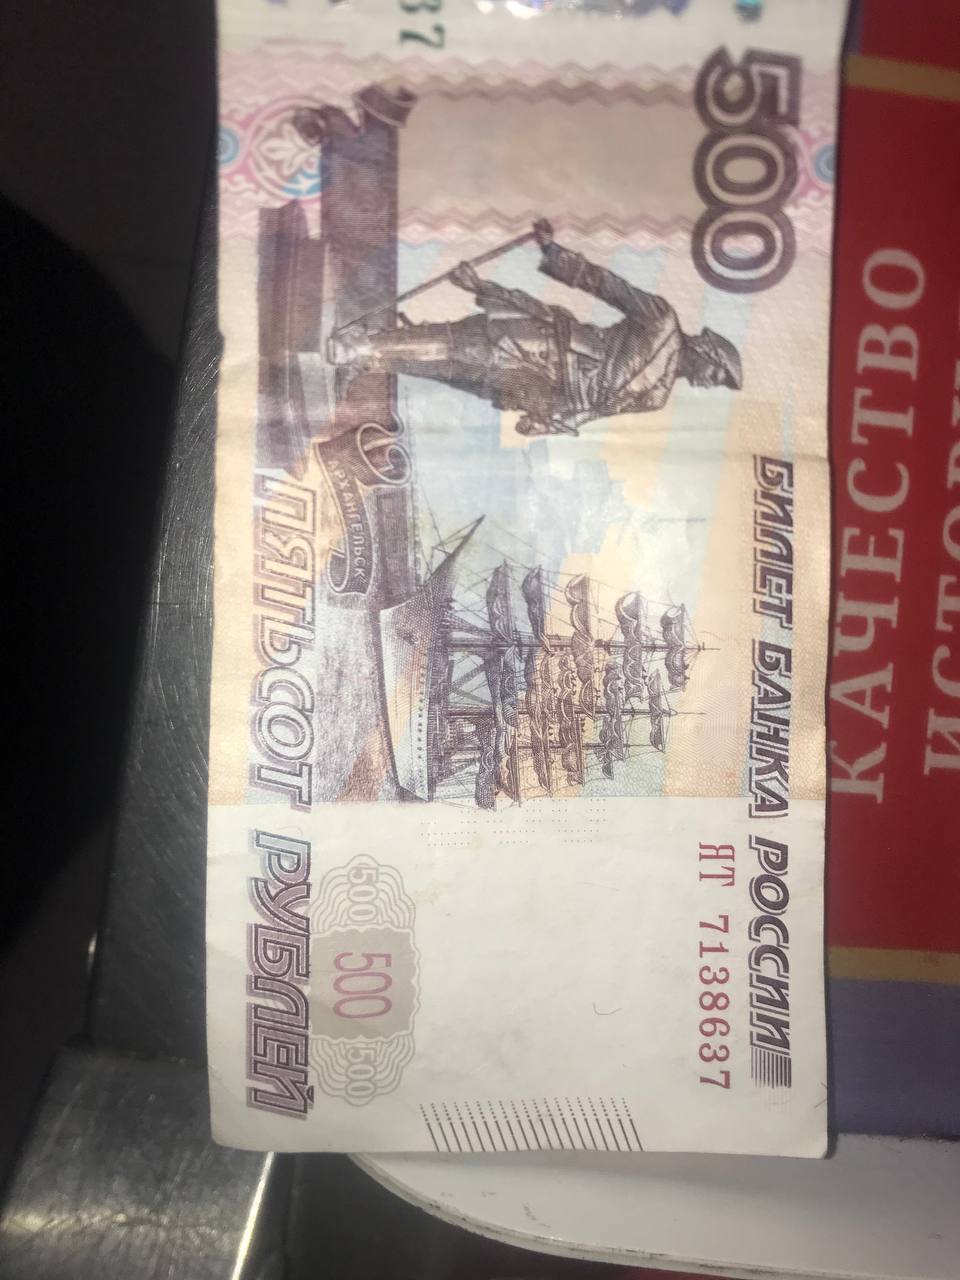 КАЧЕСТВО
500
БИЛЕТ БАНКА РОССИИ
ЯТ 7138637
37
АРХАНГЕЛЬСК
500 500 500
ПЯТЬСОТ РУБЛЕЙ